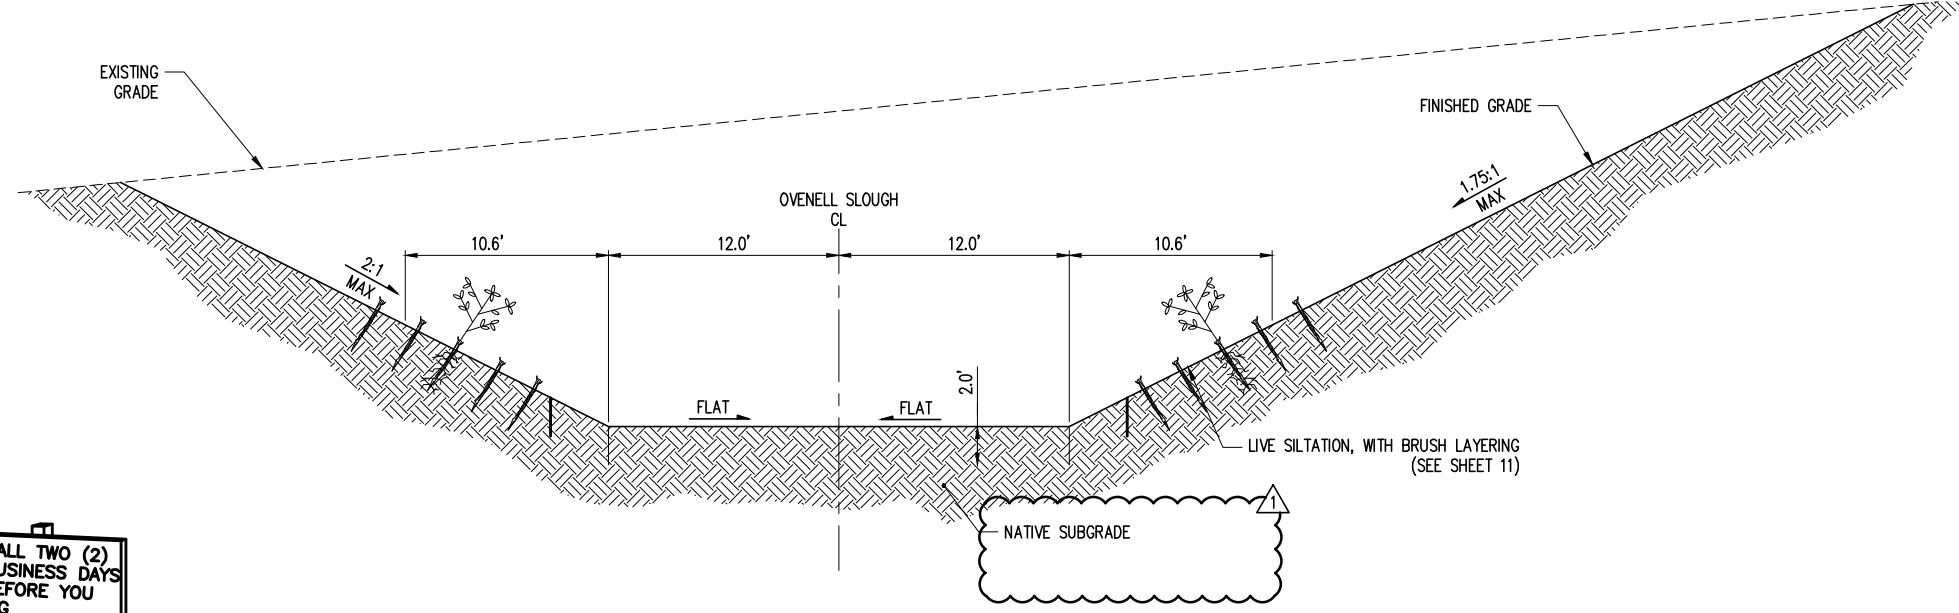 EXISTING
GRADE
FINISHED GRADE
1.75:1
MAX
OVENELL SLOUGH
CL
10.6'
12.0'
12.0'
10.6'
2:1
MAX
2.0'
FLAT
FLAT
LIVE SILTATION, WITH BRUSH LAYERING
(SEE SHEET 11)
1
NATIVE SUBGRADE
ALL TWO (2)
USINESS DAYS
EFORE YOU
G